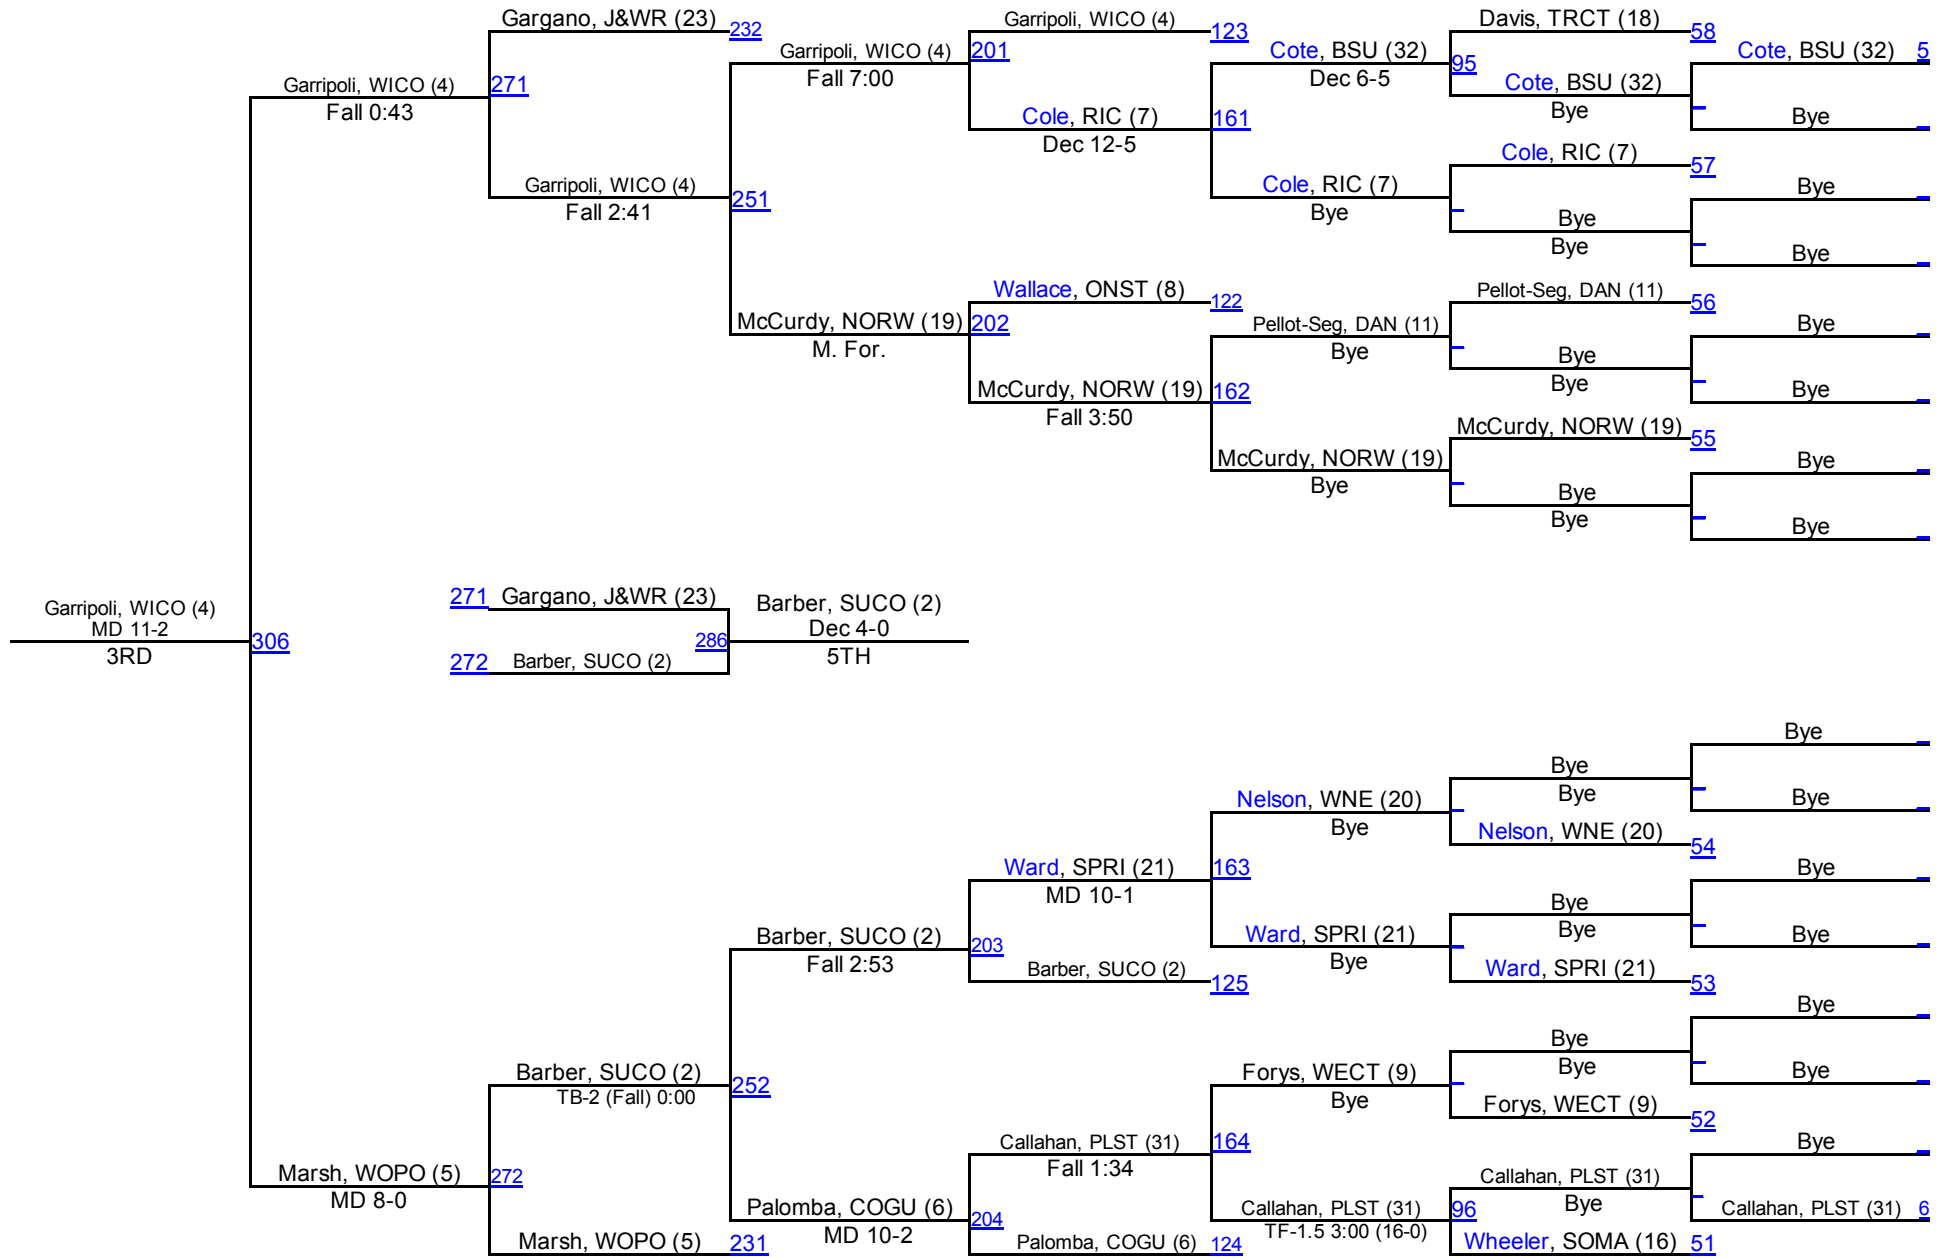 Gargano, J&WR (23) 232
Garripoli, WICO (4) 123
Davis, TRCT (18) 58
Garripoli, WICO (4) 201
Cote, BSU (32) 95
Cote, BSU (32) 5
Fall 7:00
Dec 6-5
Garripoli, WICO (4) 271
Cote, BSU (32)
Fall 0:43
Bye
Bye
Cole, RIC (7) 161
Dec 12-5
Cole, RIC (7) 57
Garripoli, WICO (4) 251
Cole, RIC (7)
Bye
Fall 2:41
Bye
Bye
Bye
Bye
Wallace, ONST (8) 122
Pellot-Seg, DAN (11) 56
McCurdy, NORW (19) 202
Pellot-Seg, DAN (11)
Bye
M. For.
Bye
Bye
Bye
McCurdy, NORW (19) 162
Bye
Fall 3:50
McCurdy, NORW (19) 55
McCurdy, NORW (19)
Bye
Bye
Bye
Bye
Bye
271 Gargano, J&WR (23)
Barber, SUCO (2)
Garripoli, WICO (4)
MD 11-2
Dec 4-0
306
286
3RD
5TH
272 Barber, SUCO (2)
Bye
Bye
Nelson, WNE (20)
Bye
Bye
Bye
Nelson, WNE (20) 54
Ward, SPRI (21) 163
Bye
MD 10-1
Bye
Barber, SUCO (2) 203
Ward, SPRI (21)
Bye
Bye
Fall 2:53
Bye
Barber, SUCO (2) 125
Ward, SPRI (21) 53
Bye
Bye
Barber, SUCO (2) 252
Forys, WECT (9)
Bye
Bye
TB-2 (Fall) 0:00
Bye
Forys, WECT (9) 52
Callahan, PLST (31) 164
Bye
Fall 1:34
Marsh, WOPO (5) 272
Callahan, PLST (31)
MD 8-0
Bye
Palomba, COGU (6) 204
Callahan, PLST (31) 96
Callahan, PLST (31) 6
MD 10-2
TF-1.5 3:00 (16-0)
Marsh, WOPO (5) 231
Palomba, COGU (6) 124
Wheeler, SOMA (16) 51